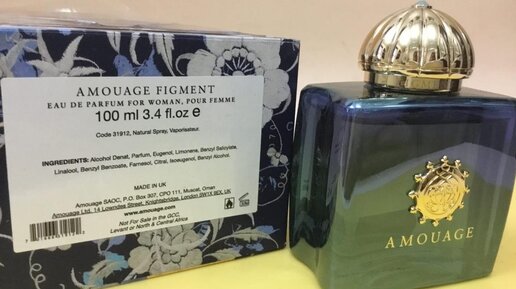 AMOUAGE FIGMENT
EAU DE PARFUM FOR WOMAN, POUR FEMME
100 ml 3.4 fl.oz e
Code 31912, Natural Spray, Vaporisateur.
INGREDIENTS: Alcohol Denat, Parfum, Eugenol, Limonene, Benzyl Salicylate,
Linalool, Benzyl Benzoate, Farnesol, Citral, Isoeugenol, Benzyl Alcohol.
MADE IN UK
Amouage SAOC, P.O. Box 307, CPO 111, Muscat, Oman
Amouage Ltd, 14 Lowndes Street, Knightsbridge, London SW1X 9EX, UK
www.amouage.com
Not For Sale in the GCC,
Levant or North & Central Africa
AMOUAGE